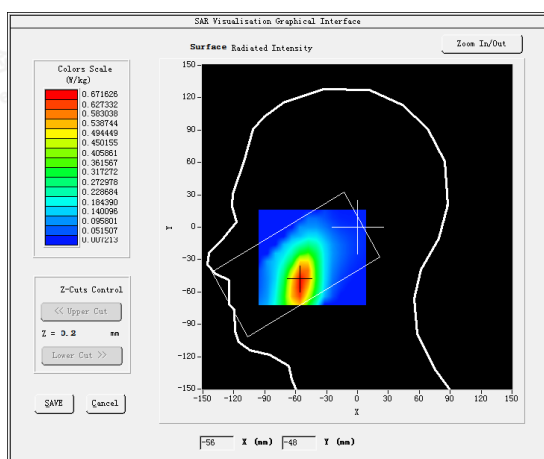 SAR Visualisation Graphical Interface
Surface Radiated Intensity
Zoom In/Out
Colors Scale
(W/kg)
0.671626
0.627332
0.583038
0.538744
0.494449
0.450155
0.405861
0.361567
0.317272
0.272978
0.228684
0.184390
0.140096
0.095801
0.051507
0.007213
150
120
90
60
30
0
-30
-60
-90
-120
-150
Y
-150 -120 -90 -60 -30 0 30 60 90 120 150
X
Z-Cuts Control
<< Upper Cut
Z = 0.2 mm
Lower Cut >>
SAVE
Cancel
-56 X (mm) -48 Y (mm)